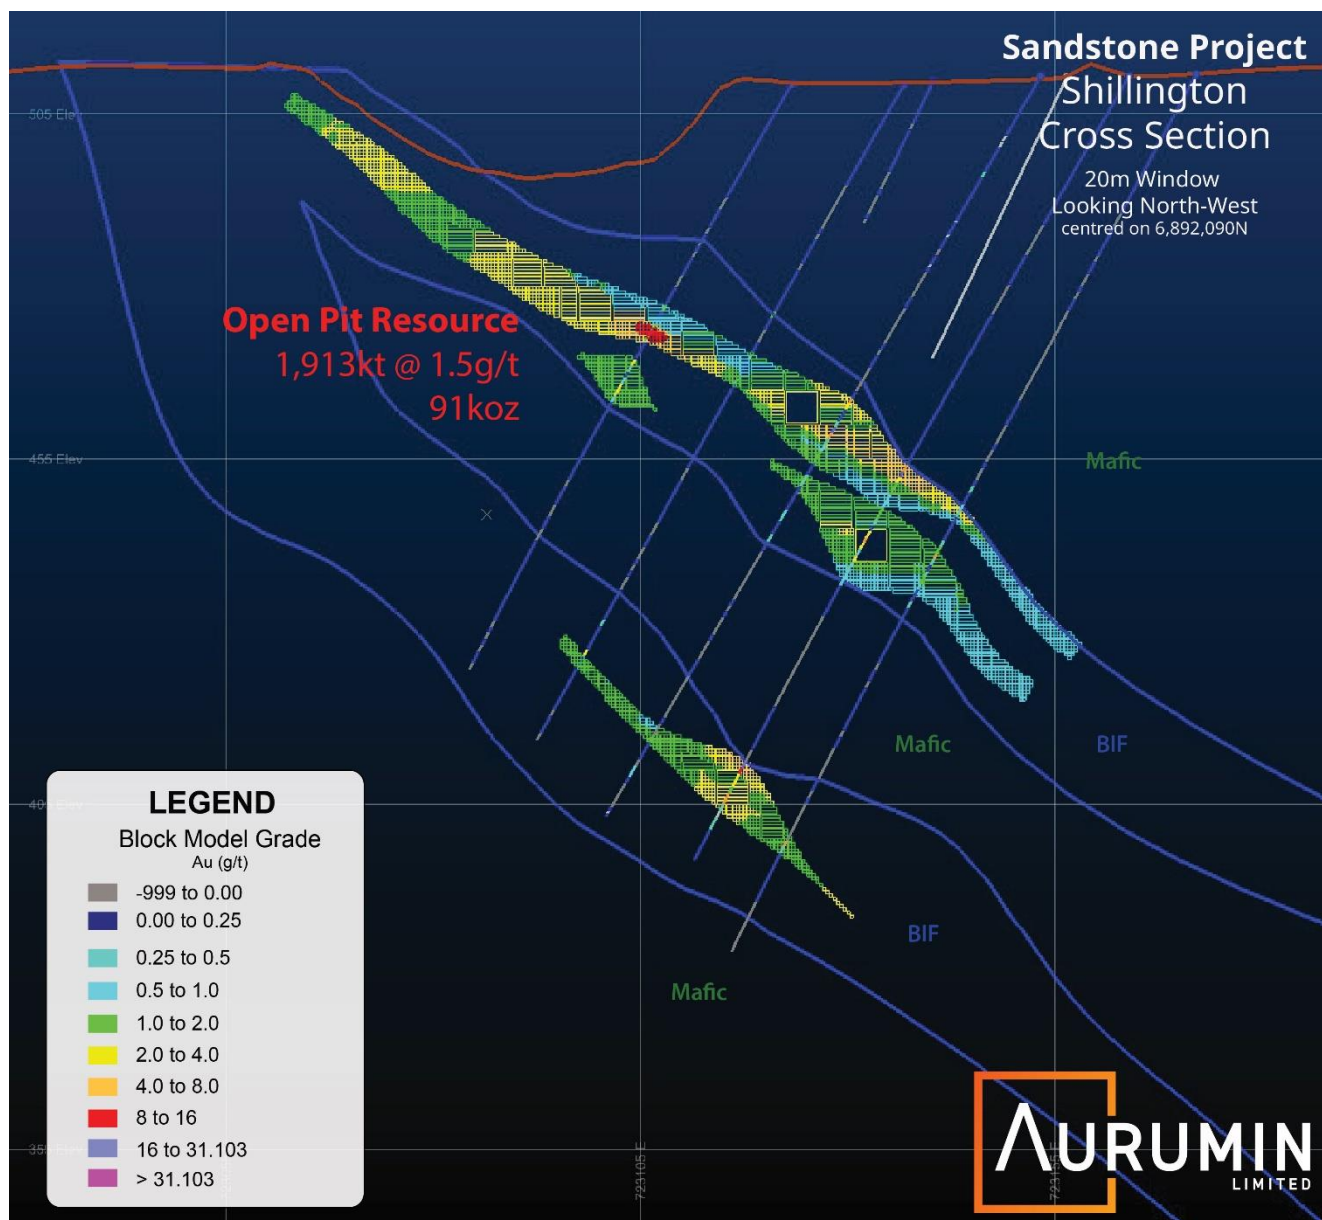 Sandstone Project
Shillington
Cross Section
20m Window
Looking North-West
centred on 6,892,090N
505 Elev
Open Pit Resource
1,913kt @ 1.5g/t
91koz
455 Elev
Mafic
Mafic
BIF
BIF
Mafic
LEGEND
Block Model Grade
Au (g/t)
-999 to 0.00
0.00 to 0.25
0.25 to 0.5
0.5 to 1.0
1.0 to 2.0
2.0 to 4.0
4.0 to 8.0
8 to 16
16 to 31.103
> 31.103
723105 E
AURUMIN
LIMITED